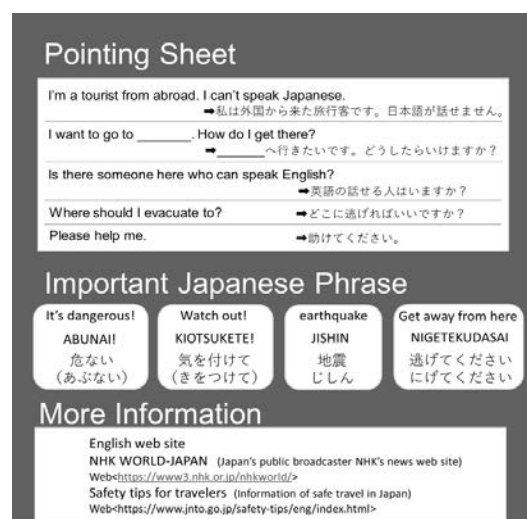 Pointing Sheet
I'm a tourist from abroad. I can't speak Japanese.
➡私は外国から来た旅行客です。日本語が話せません。
I want to go to _______. How do I get there?
➡_______へ行きたいです。どうしたらいけますか？
Is there someone here who can speak English?
➡英語の話せる人はいますか？
Where should I evacuate to? ➡どこに逃げればいいですか？
Please help me. ➡助けてください。
Important Japanese Phrase
It's dangerous!
ABUNAI!
危ない
(あぶない)
Watch out!
KIOTSUKETE!
気を付けて
(きをつけて)
earthquake
JISHIN
地震
じしん
Get away from here
NIGETEKUDASAI
逃げてください
にげてください
More Information
English web site
NHK WORLD-JAPAN (Japan's public broadcaster NHK's news web site)
Web<https://www3.nhk.or.jp/nhkworld/>
Safety tips for travelers (Information of safe travel in Japan)
Web<https://www.jnto.go.jp/safety-tips/eng/index.html>